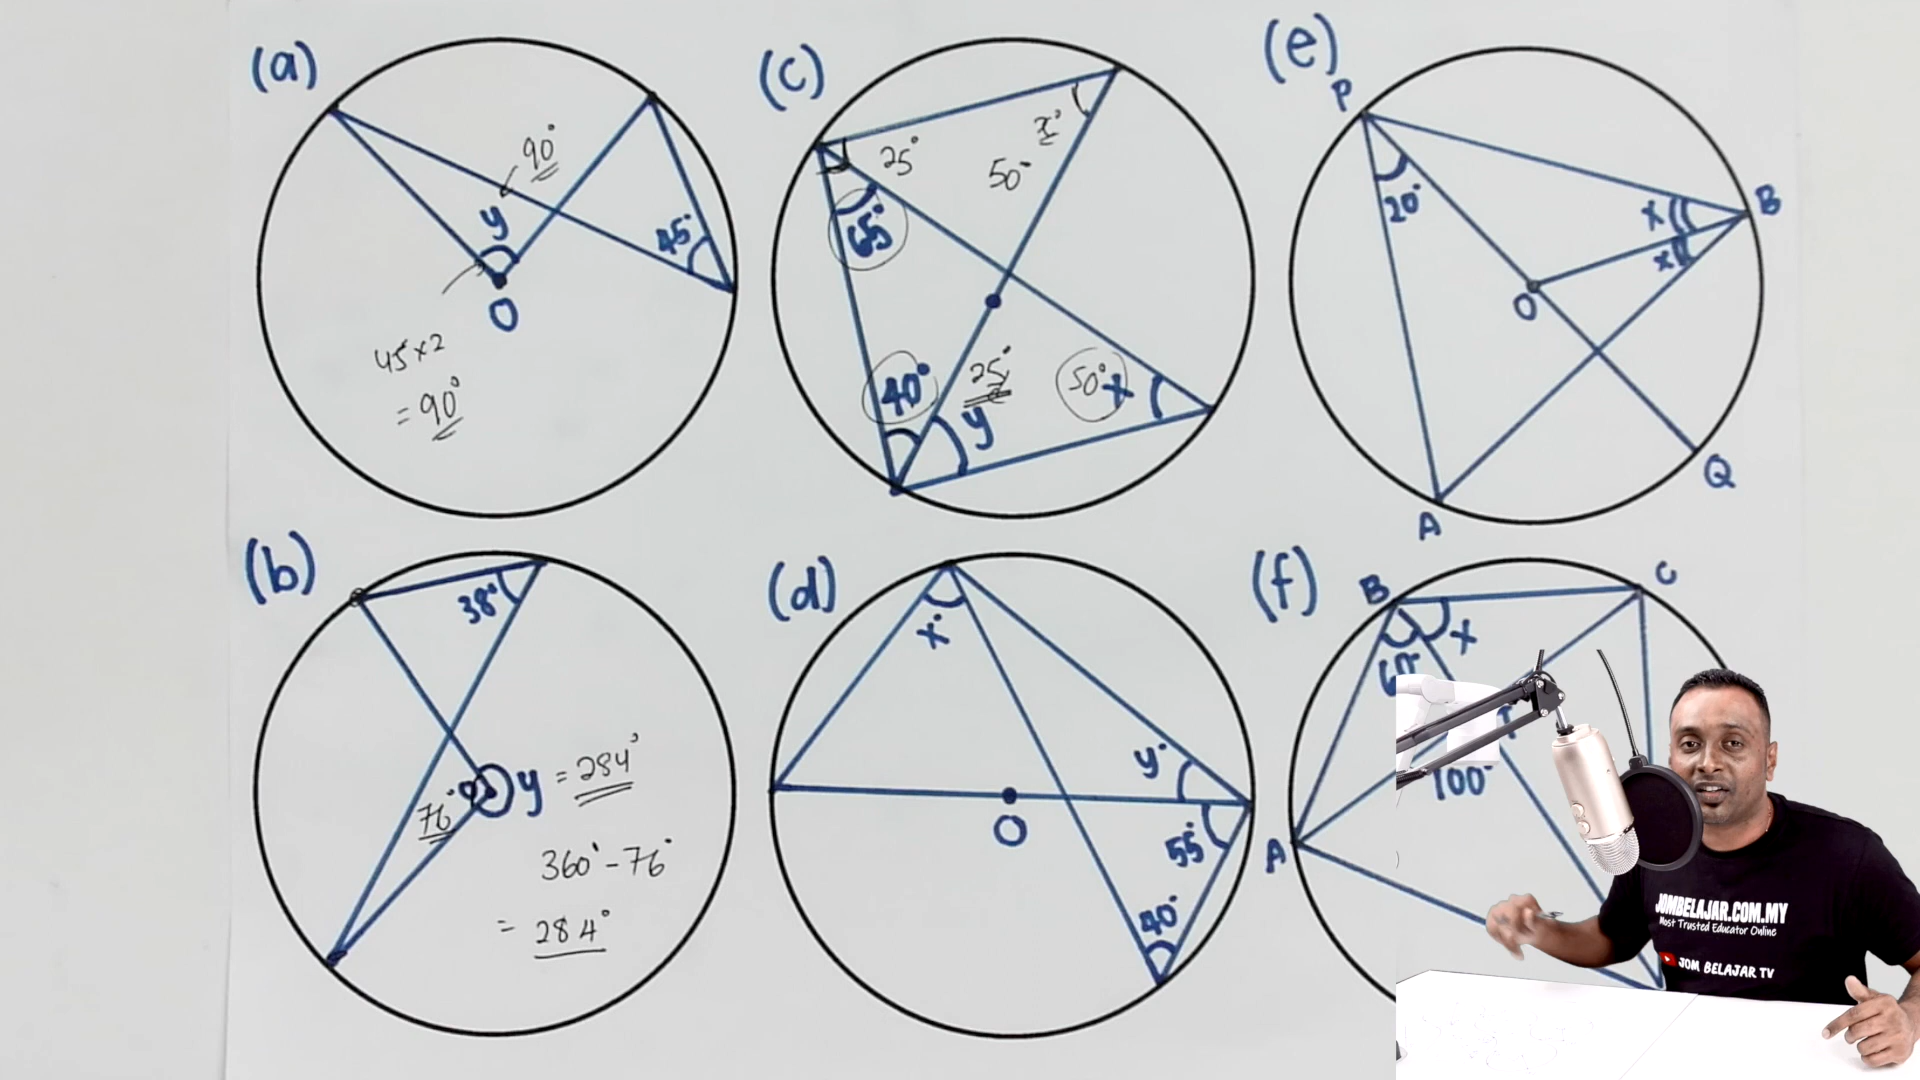 (a)
90°
y
45°
O
45° x 2
= 90°
(b)
38°
76°
y = 284°
360° - 76°
= 284°
(c)
25°
x°
50°
65°
40°
25°
y
50°
x
(d)
x°
y°
O
55°
40°
(e)
P
20°
x
B
x
O
Q
A
(f)
B
C
x
100°
A
JOMBELAJAR.COM.MY
Most Trusted Educator Online
JOM BELAJAR TV